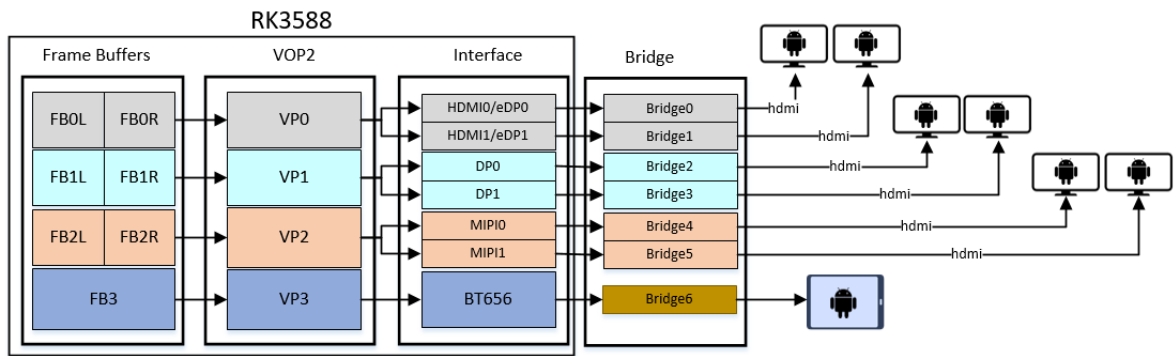 RK3588
Frame Buffers VOP2 Interface Bridge
FB0L FB0R VP0 HDMI0/eDP0 Bridge0 hdmi
HDMI1/eDP1 Bridge1 hdmi
FB1L FB1R VP1 DP0 Bridge2 hdmi
DP1 Bridge3 hdmi
FB2L FB2R VP2 MIPI0 Bridge4 hdmi
MIPI1 Bridge5 hdmi
FB3 VP3 BT656 Bridge6